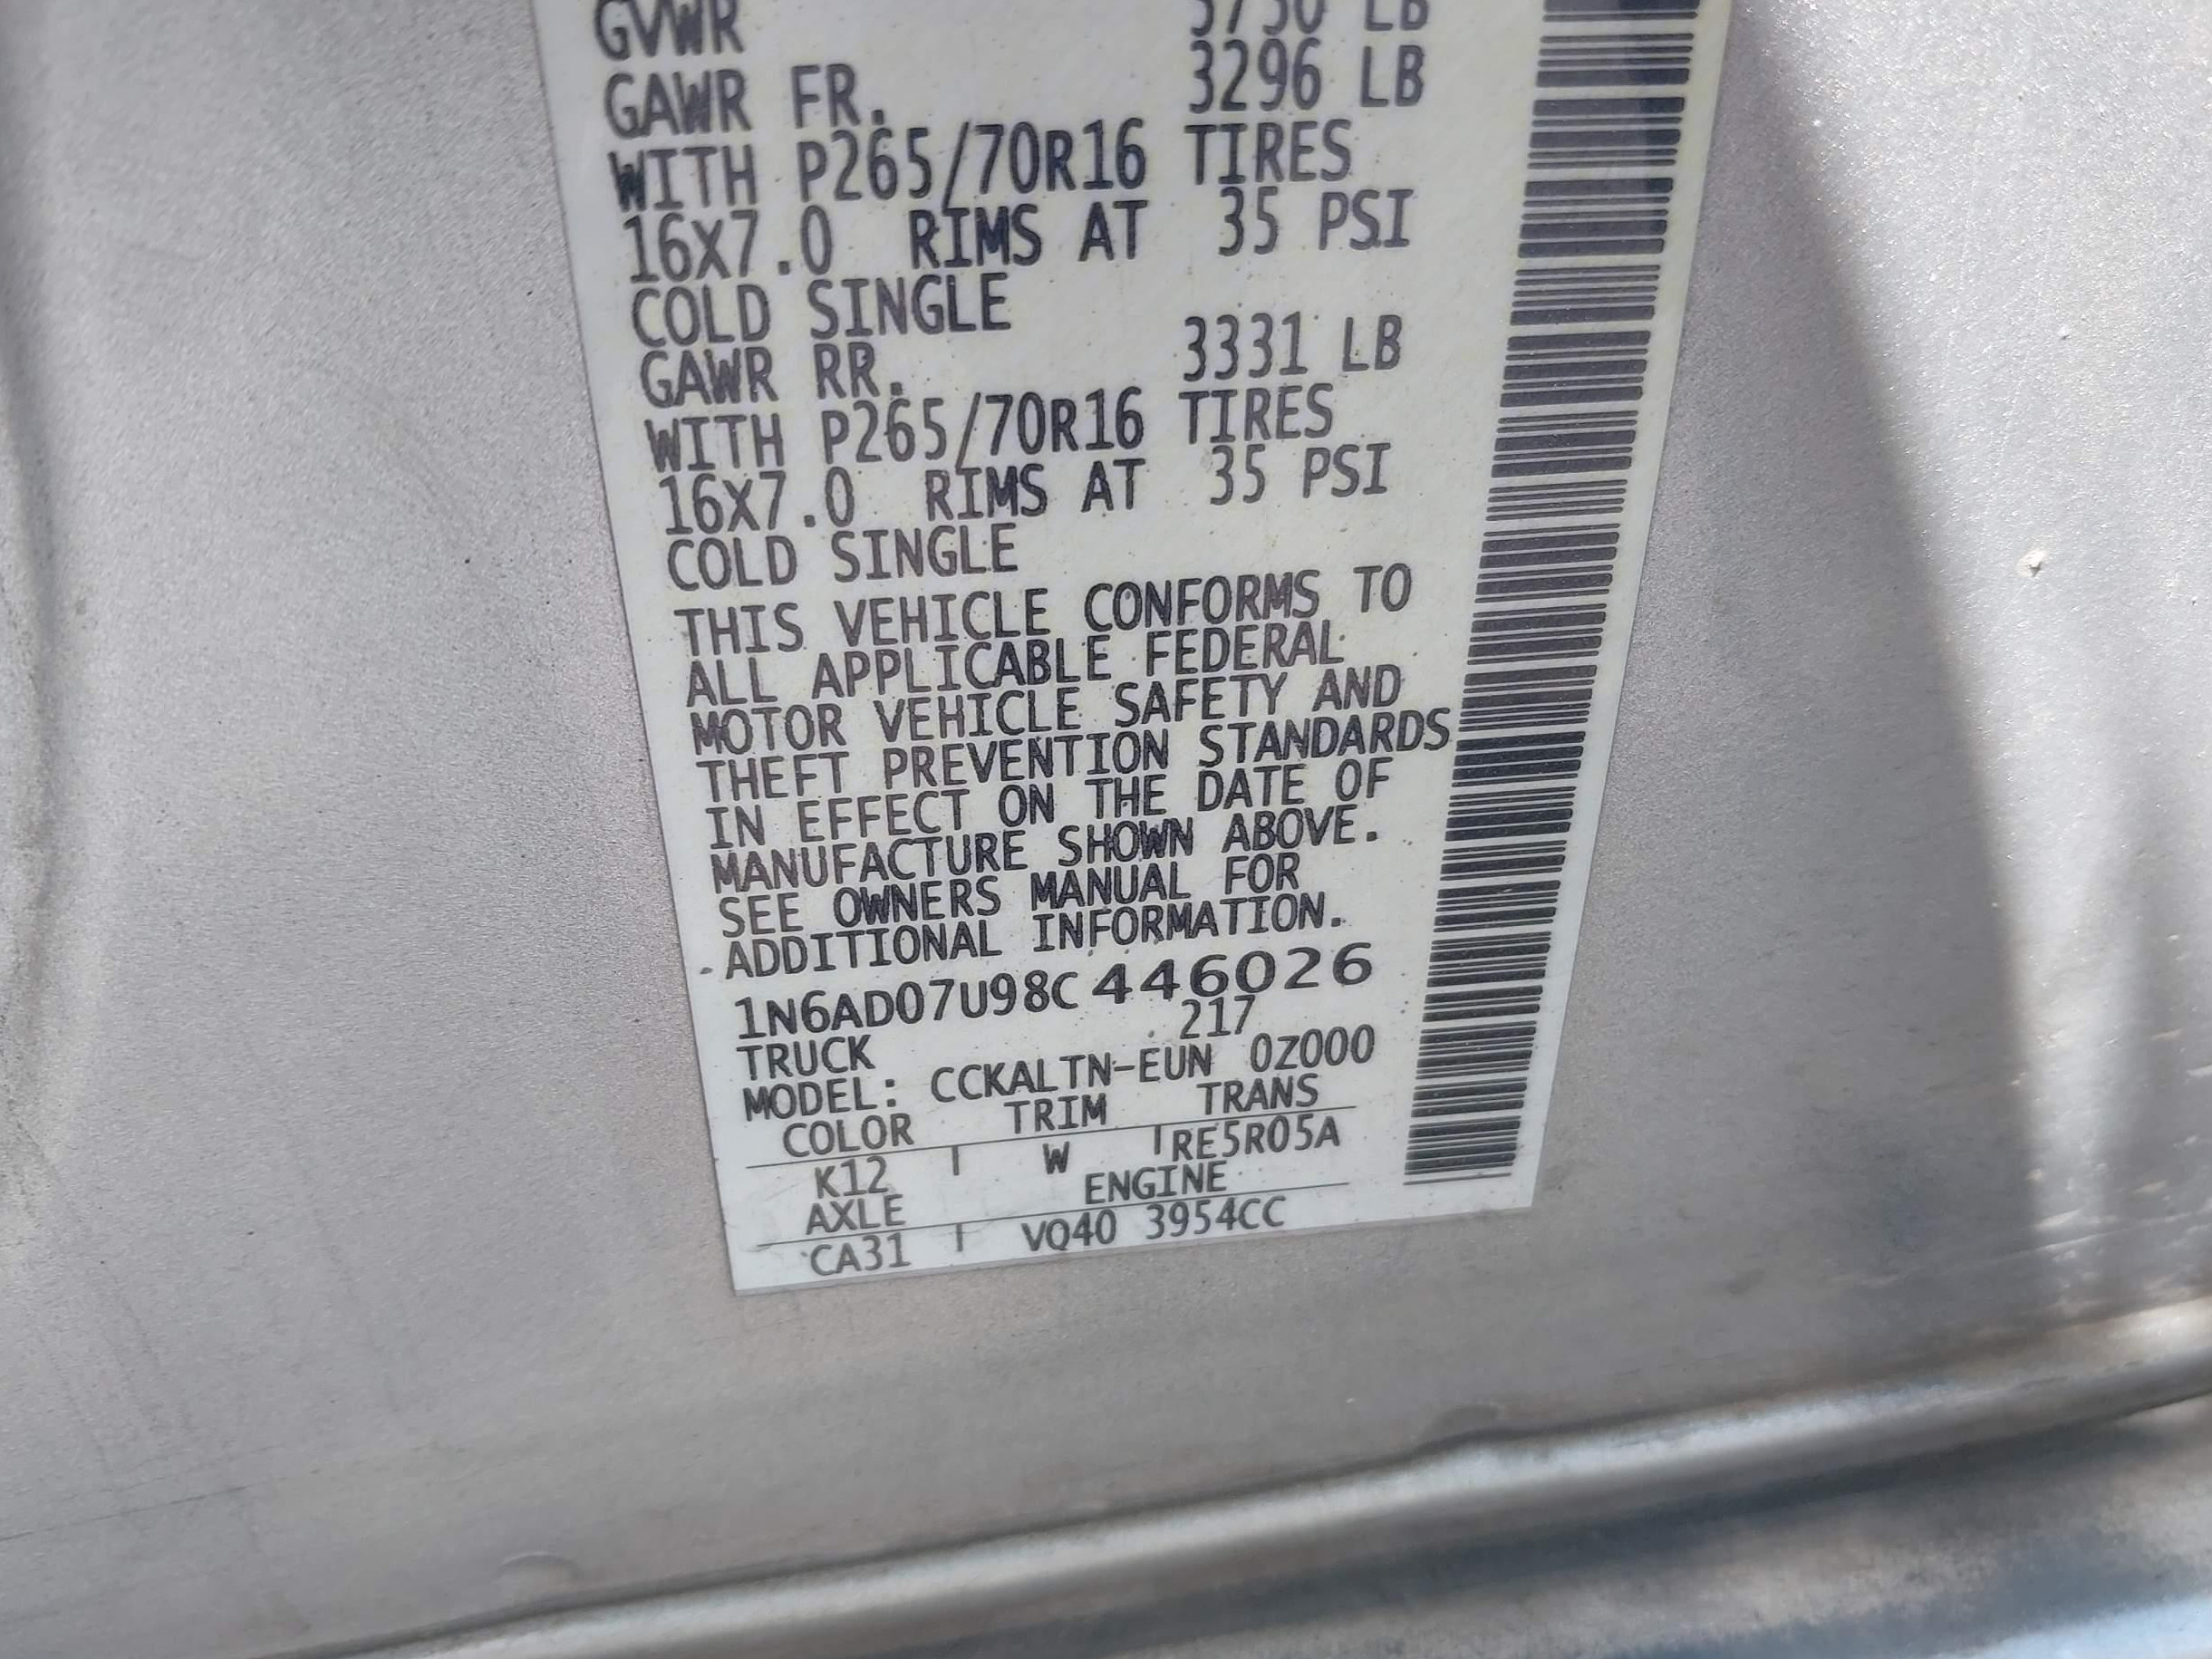 GVWR 5750 LB
GAWR FR. 3296 LB
WITH P265/70R16 TIRES
16X7.0 RIMS AT 35 PSI
COLD SINGLE
GAWR RR. 3331 LB
WITH P265/70R16 TIRES
16X7.0 RIMS AT 35 PSI
COLD SINGLE
THIS VEHICLE CONFORMS TO
ALL APPLICABLE FEDERAL
MOTOR VEHICLE SAFETY AND
THEFT PREVENTION STANDARDS
IN EFFECT ON THE DATE OF
MANUFACTURE SHOWN ABOVE.
SEE OWNERS MANUAL FOR
ADDITIONAL INFORMATION.
1N6AD07U98C446026
TRUCK 217
MODEL: CCKALTN-EUN 0Z000
COLOR TRIM TRANS
K12 W RE5R05A
AXLE ENGINE
CA31 VQ40 3954CC